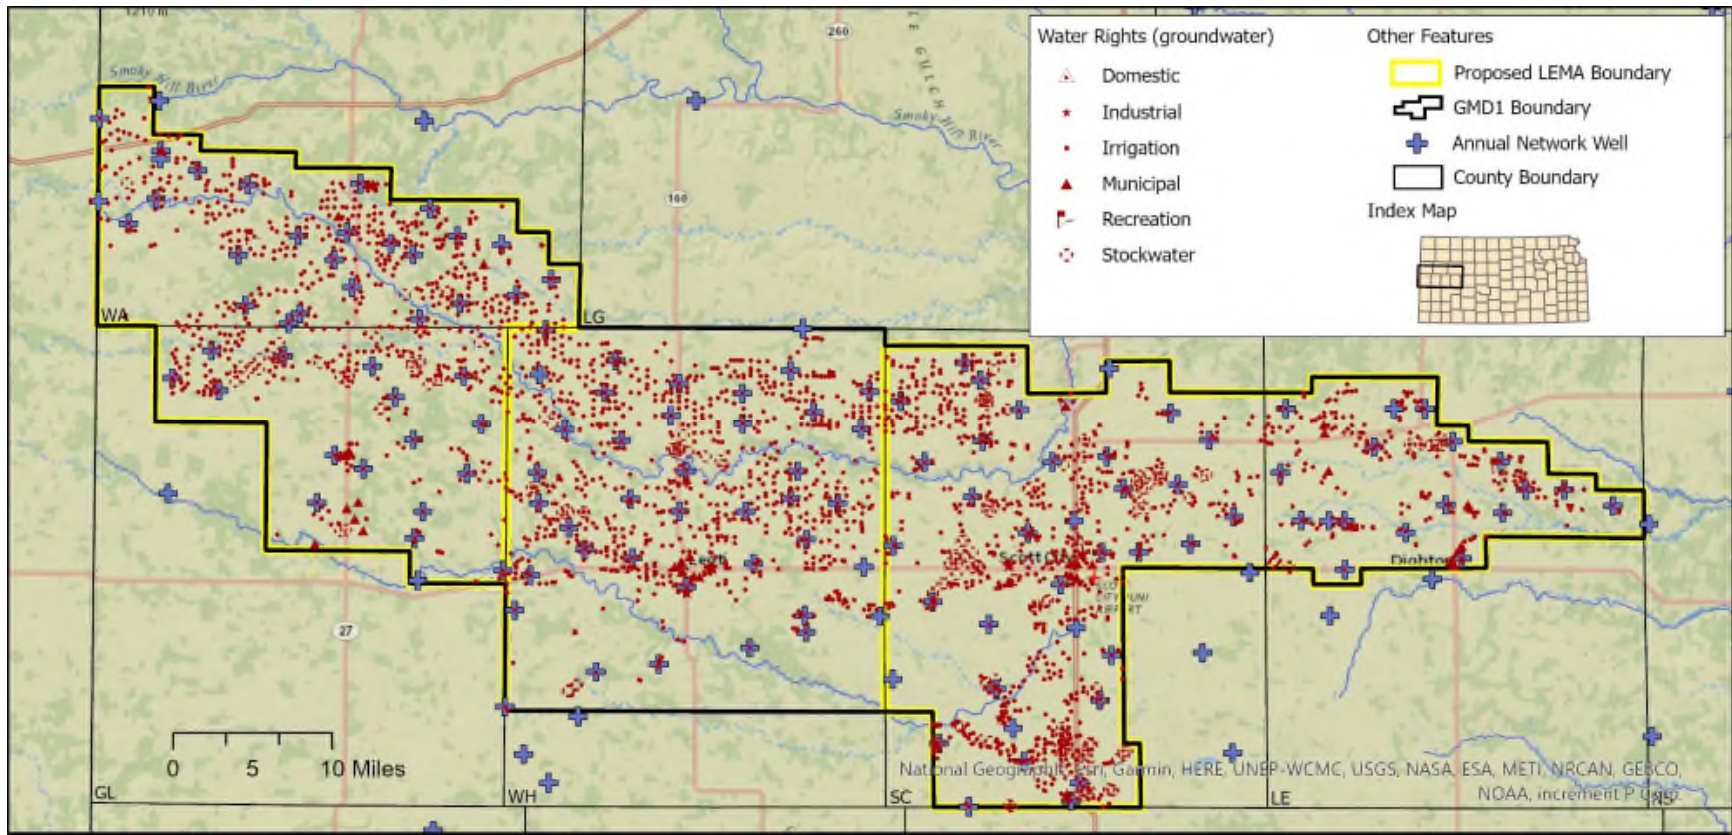 1210 m
260
Smoky Hill River
Smoky Hill River
160
Water Rights (groundwater)
Domestic
Industrial
Irrigation
Municipal
Recreation
Stockwater
Other Features
Proposed LEMA Boundary
GMD1 Boundary
Annual Network Well
County Boundary
Index Map
WA
LG
Leoti
Scott City
Dighton
27
0 5 10 Miles
GL
WH
SC
LE
National Geographic, Esri, Garmin, HERE, UNEP-WCMC, USGS, NASA, ESA, METI, NRCAN, GEBCO,
NOAA, increment P Corp.